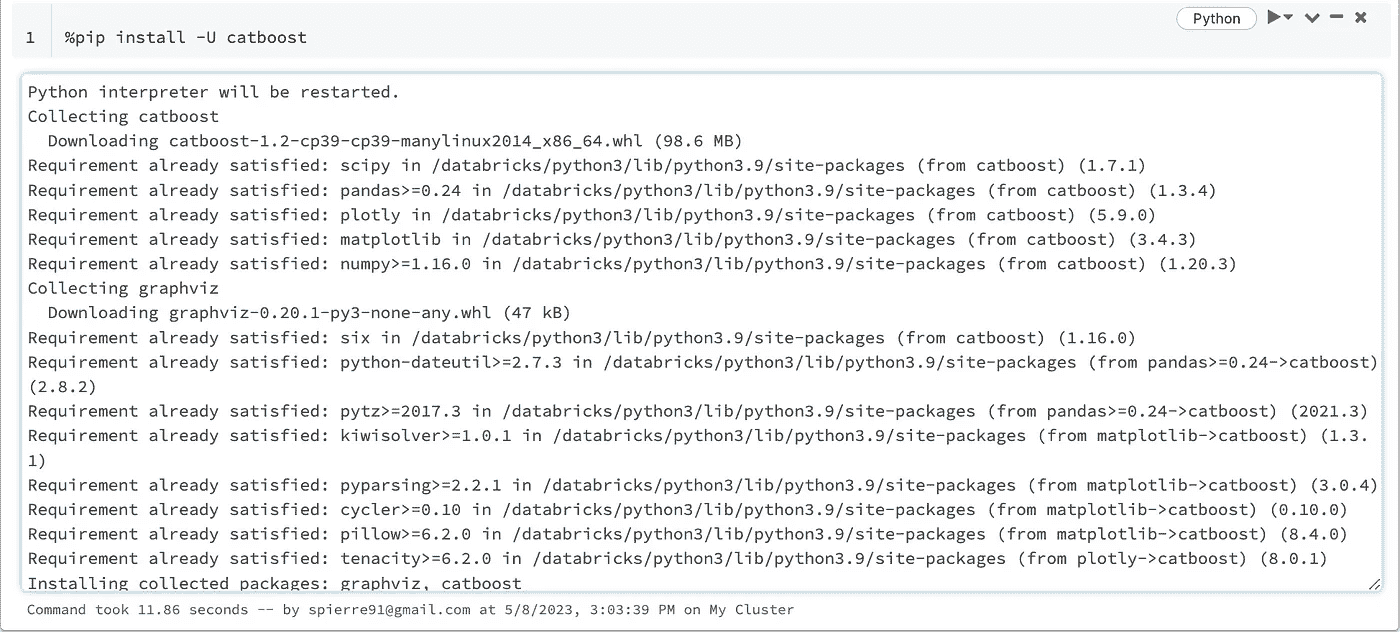 Python
1 %pip install -U catboost
Python interpreter will be restarted.
Collecting catboost
  Downloading catboost-1.2-cp39-cp39-manylinux2014_x86_64.whl (98.6 MB)
Requirement already satisfied: scipy in /databricks/python3/lib/python3.9/site-packages (from catboost) (1.7.1)
Requirement already satisfied: pandas>=0.24 in /databricks/python3/lib/python3.9/site-packages (from catboost) (1.3.4)
Requirement already satisfied: plotly in /databricks/python3/lib/python3.9/site-packages (from catboost) (5.9.0)
Requirement already satisfied: matplotlib in /databricks/python3/lib/python3.9/site-packages (from catboost) (3.4.3)
Requirement already satisfied: numpy>=1.16.0 in /databricks/python3/lib/python3.9/site-packages (from catboost) (1.20.3)
Collecting graphviz
  Downloading graphviz-0.20.1-py3-none-any.whl (47 kB)
Requirement already satisfied: six in /databricks/python3/lib/python3.9/site-packages (from catboost) (1.16.0)
Requirement already satisfied: python-dateutil>=2.7.3 in /databricks/python3/lib/python3.9/site-packages (from pandas>=0.24->catboost)
(2.8.2)
Requirement already satisfied: pytz>=2017.3 in /databricks/python3/lib/python3.9/site-packages (from pandas>=0.24->catboost) (2021.3)
Requirement already satisfied: kiwisolver>=1.0.1 in /databricks/python3/lib/python3.9/site-packages (from matplotlib->catboost) (1.3.
1)
Requirement already satisfied: pyparsing>=2.2.1 in /databricks/python3/lib/python3.9/site-packages (from matplotlib->catboost) (3.0.4)
Requirement already satisfied: cycler>=0.10 in /databricks/python3/lib/python3.9/site-packages (from matplotlib->catboost) (0.10.0)
Requirement already satisfied: pillow>=6.2.0 in /databricks/python3/lib/python3.9/site-packages (from matplotlib->catboost) (8.4.0)
Requirement already satisfied: tenacity>=6.2.0 in /databricks/python3/lib/python3.9/site-packages (from plotly->catboost) (8.0.1)
Installing collected packages: graphviz, catboost
Command took 11.86 seconds -- by spierre91@gmail.com at 5/8/2023, 3:03:39 PM on My Cluster